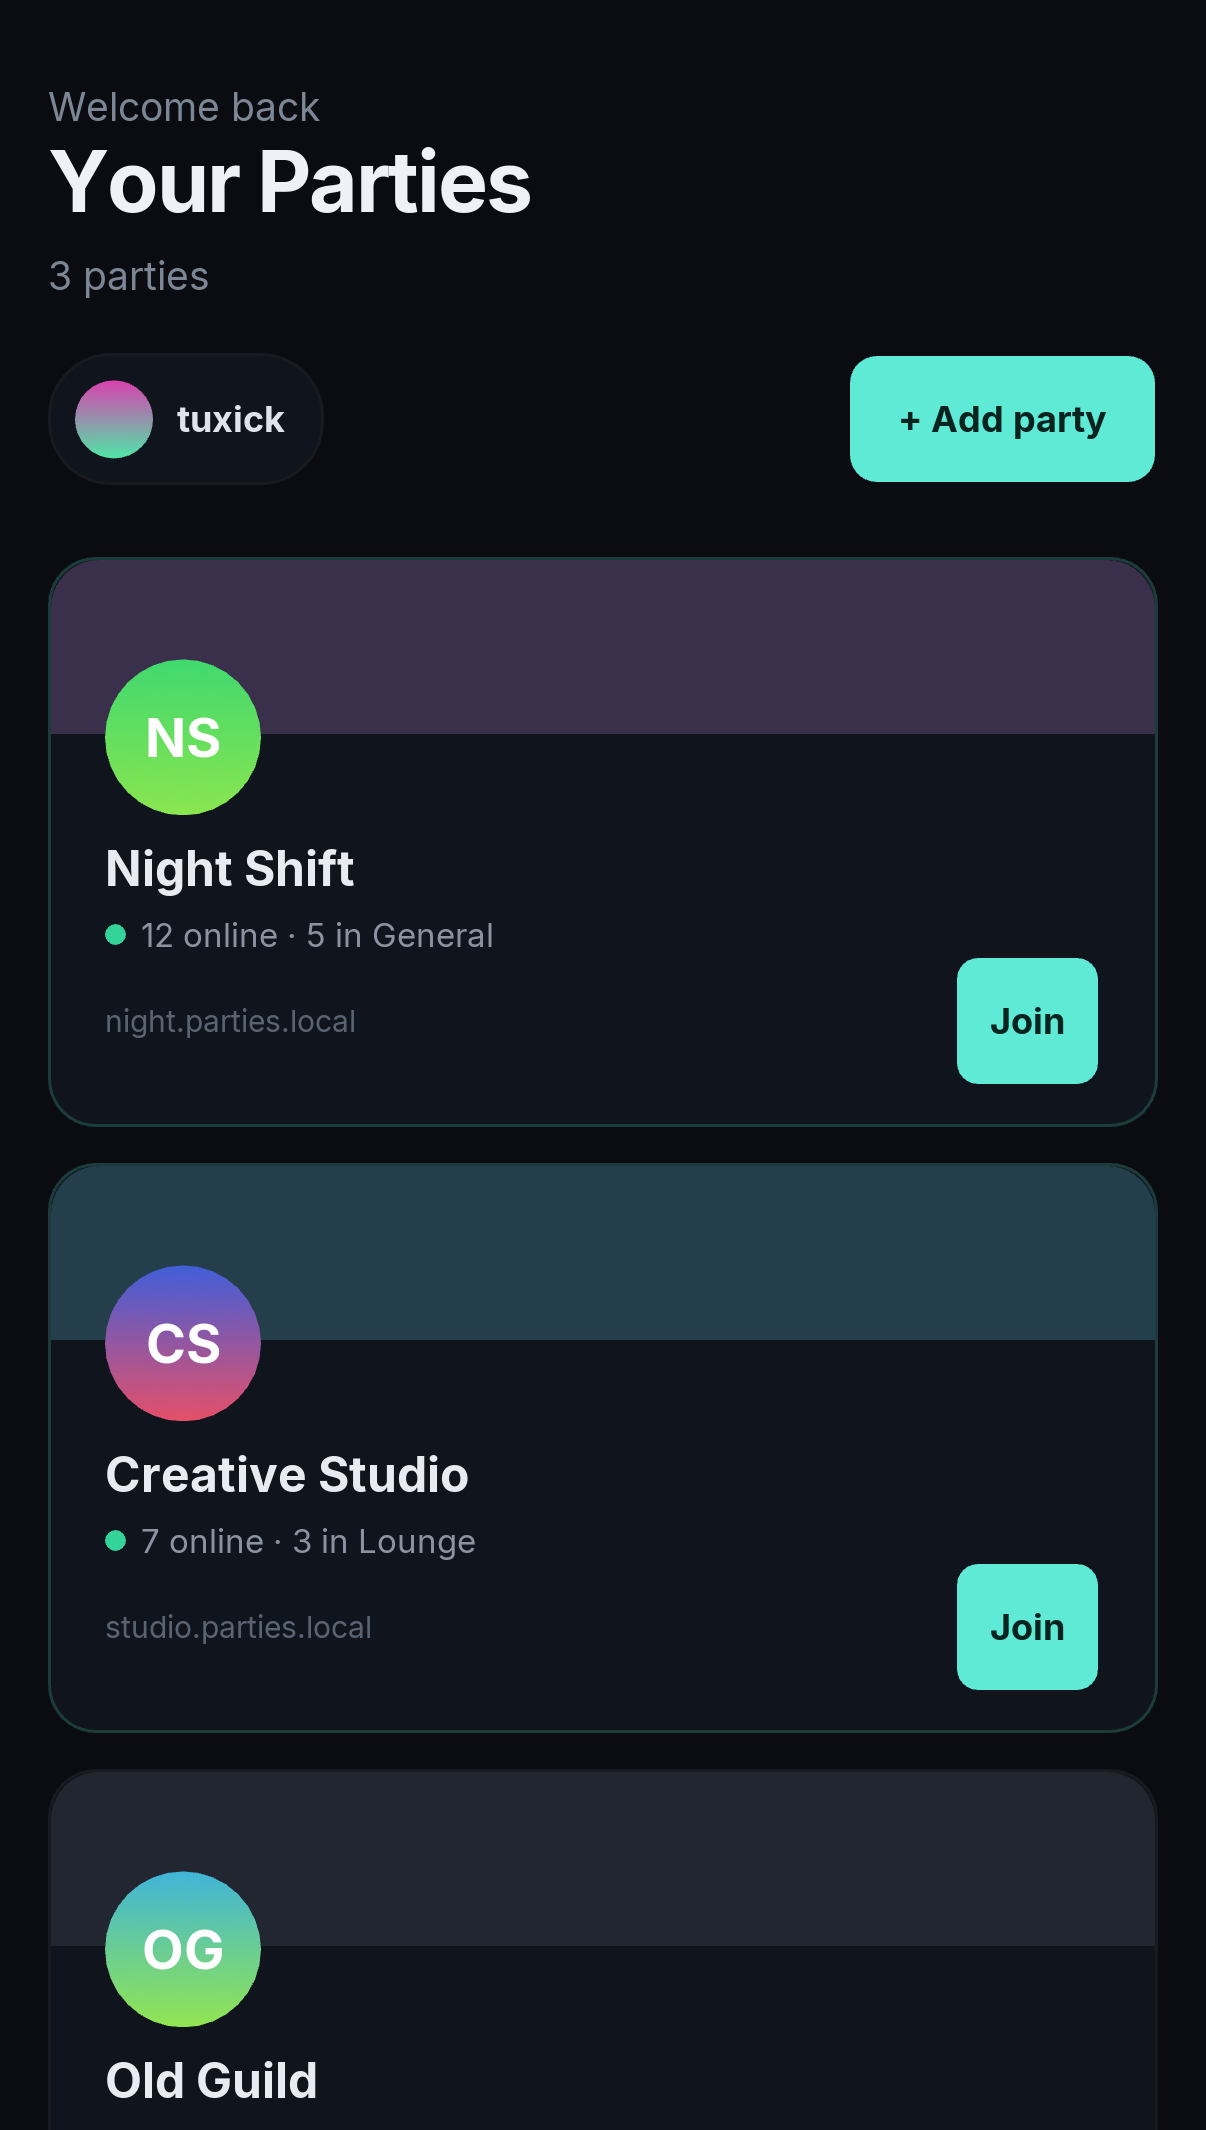 Welcome back
Your Parties
3 parties
tuxick
+ Add party
NS
Night Shift
12 online · 5 in General
night.parties.local
Join
CS
Creative Studio
7 online · 3 in Lounge
studio.parties.local
Join
OG
Old Guild